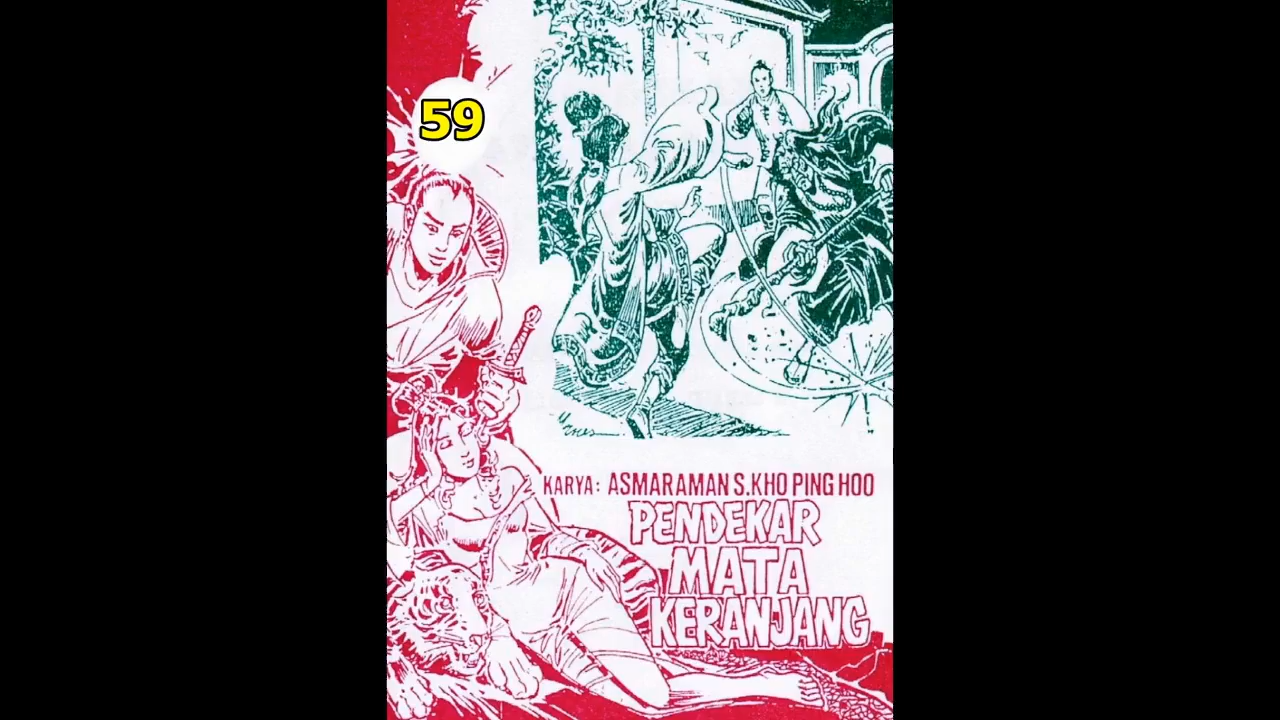 59
KARYA: ASMARAMAN S.KHO PING HOO
PENDEKAR
MATA
KERANJANG